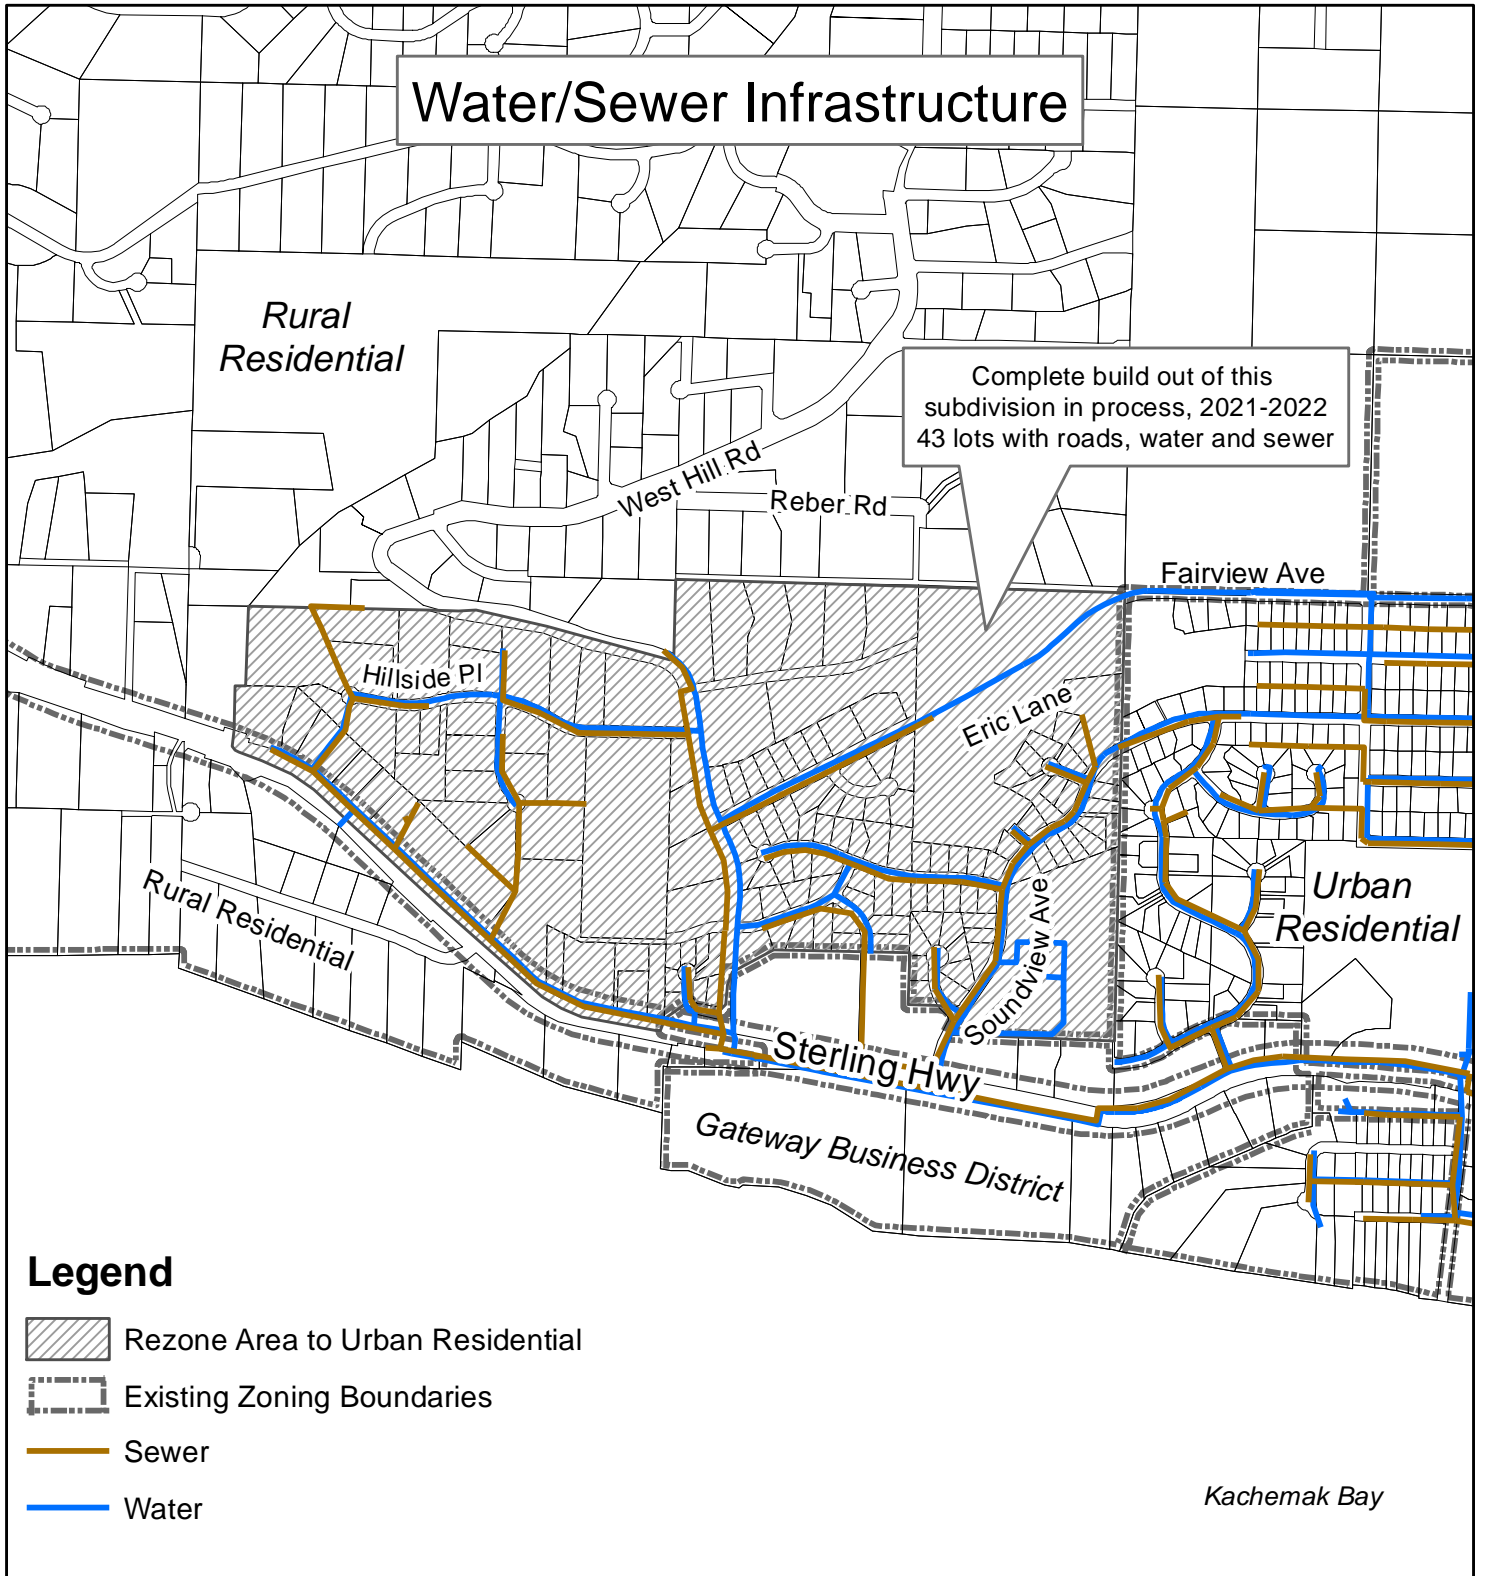 Water/Sewer Infrastructure
Rural
Residential
Complete build out of this
subdivision in process, 2021-2022
43 lots with roads, water and sewer
West Hill Rd
Reber Rd
Fairview Ave
Hillside Pl
Eric Lane
Rural Residential
Soundview Ave
Urban
Residential
Sterling Hwy
Gateway Business District
Legend
Rezone Area to Urban Residential
Existing Zoning Boundaries
Sewer
Water
Kachemak Bay